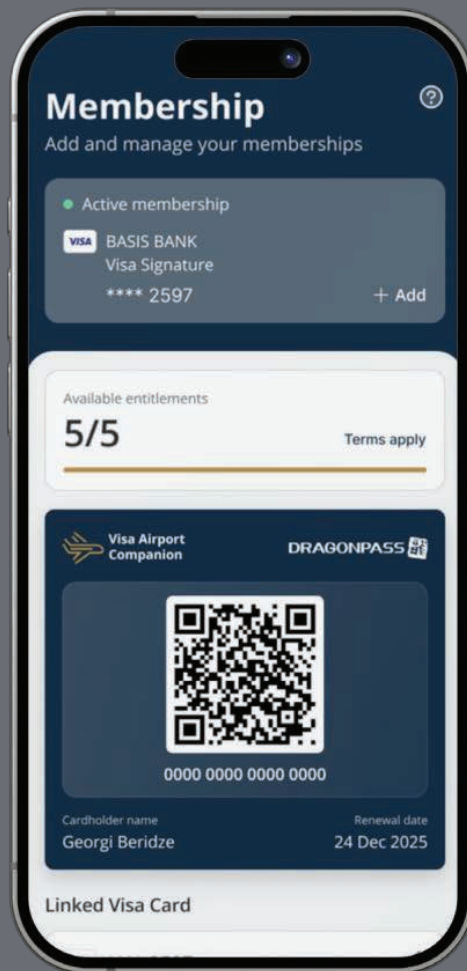 Membership
Add and manage your memberships
Active membership
VISA BASIS BANK
Visa Signature
**** 2597
+ Add
Available entitlements
5/5
Terms apply
Visa Airport
Companion
DRAGONPASS
0000 0000 0000 0000
Cardholder name
Georgi Beridze
Renewal date
24 Dec 2025
Linked Visa Card